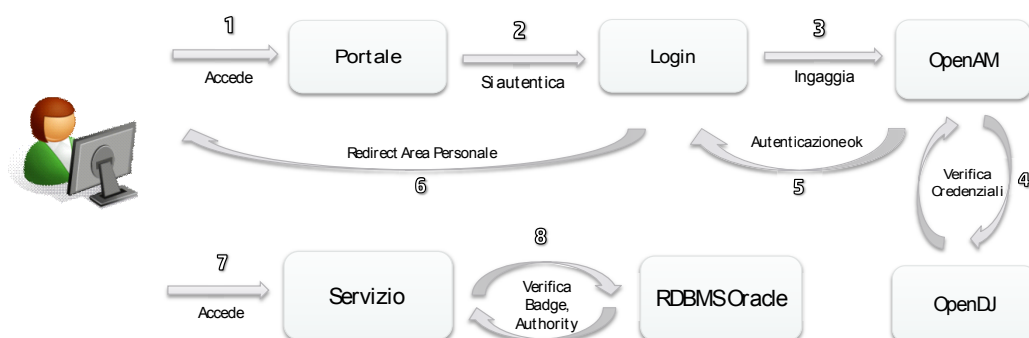 1
Accede
Portale
2
Si autentica
Login
3
Ingaggia
OpenAM
Redirect Area Personale
6
Autenticazione ok
5
Verifica
Credenziali
4
7
Accede
Servizio
8
Verifica
Badge,
Authority
RDBMS Oracle
OpenDJ